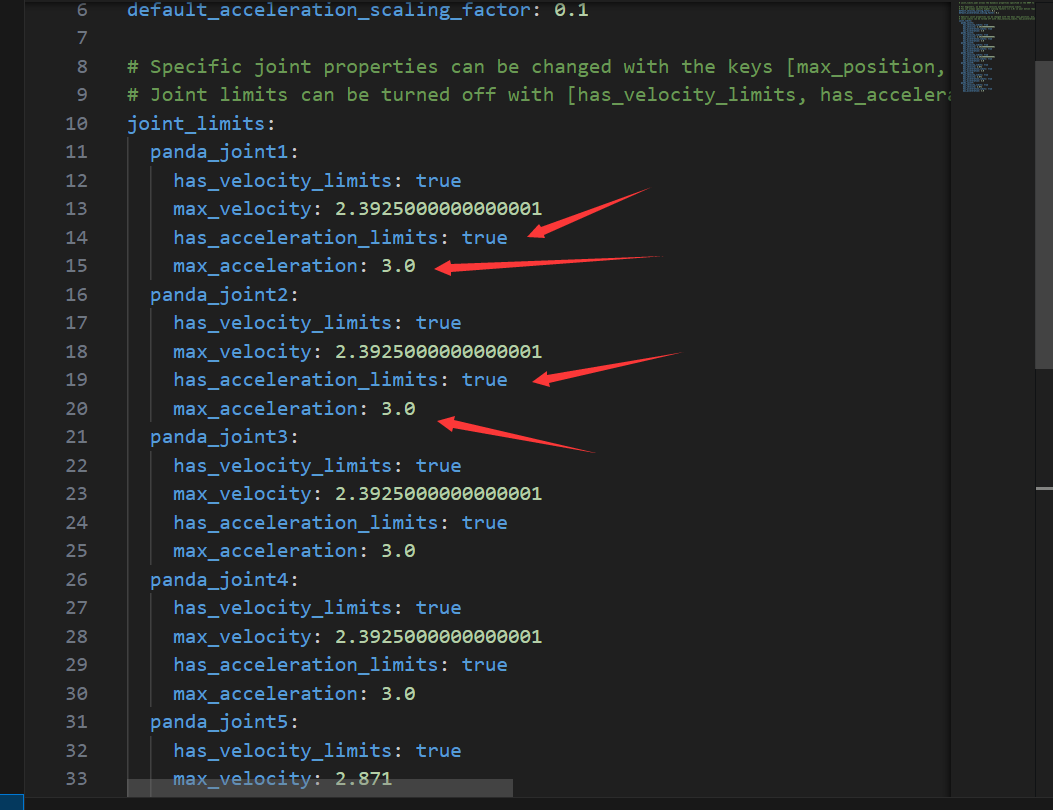 6 default_acceleration_scaling_factor: 0.1
7
8 # Specific joint properties can be changed with the keys [max_position,
9 # Joint limits can be turned off with [has_velocity_limits, has_accelera
10 joint_limits:
11   panda_joint1:
12     has_velocity_limits: true
13     max_velocity: 2.3925000000000001
14     has_acceleration_limits: true
15     max_acceleration: 3.0
16   panda_joint2:
17     has_velocity_limits: true
18     max_velocity: 2.3925000000000001
19     has_acceleration_limits: true
20     max_acceleration: 3.0
21   panda_joint3:
22     has_velocity_limits: true
23     max_velocity: 2.3925000000000001
24     has_acceleration_limits: true
25     max_acceleration: 3.0
26   panda_joint4:
27     has_velocity_limits: true
28     max_velocity: 2.3925000000000001
29     has_acceleration_limits: true
30     max_acceleration: 3.0
31   panda_joint5:
32     has_velocity_limits: true
33     max_velocity: 2.871